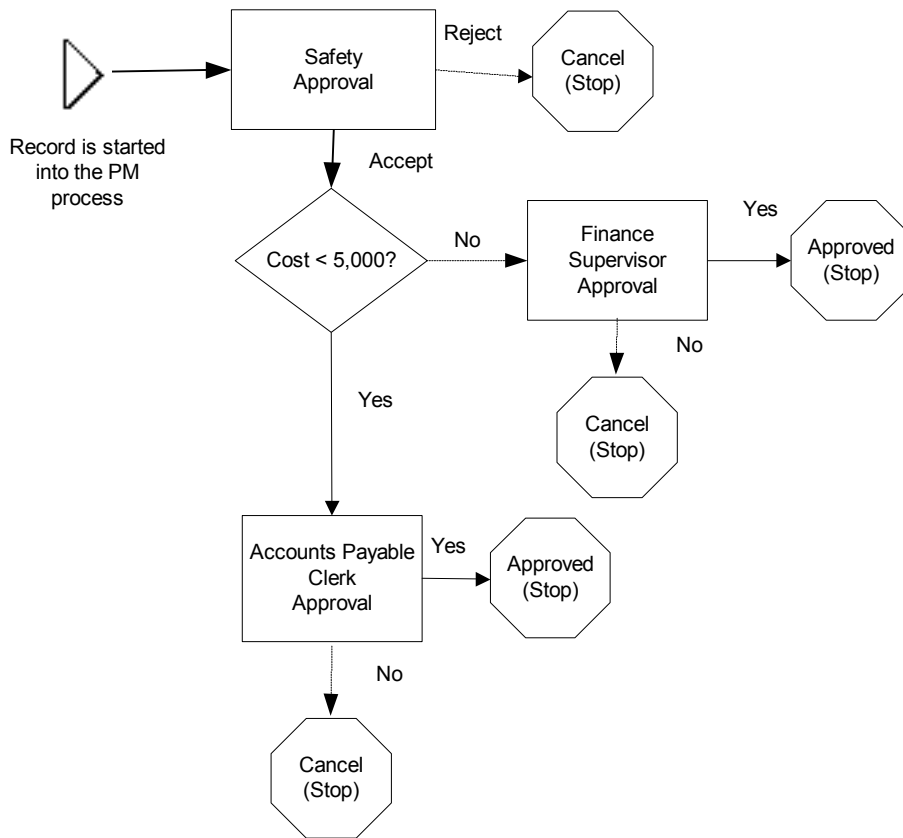 Record is started
into the PM
process
Safety
Approval
Reject
Cancel
(Stop)
Accept
Cost < 5,000?
No
Finance
Supervisor
Approval
Yes
Approved
(Stop)
No
Cancel
(Stop)
Yes
Accounts Payable
Clerk
Approval
Yes
Approved
(Stop)
No
Cancel
(Stop)